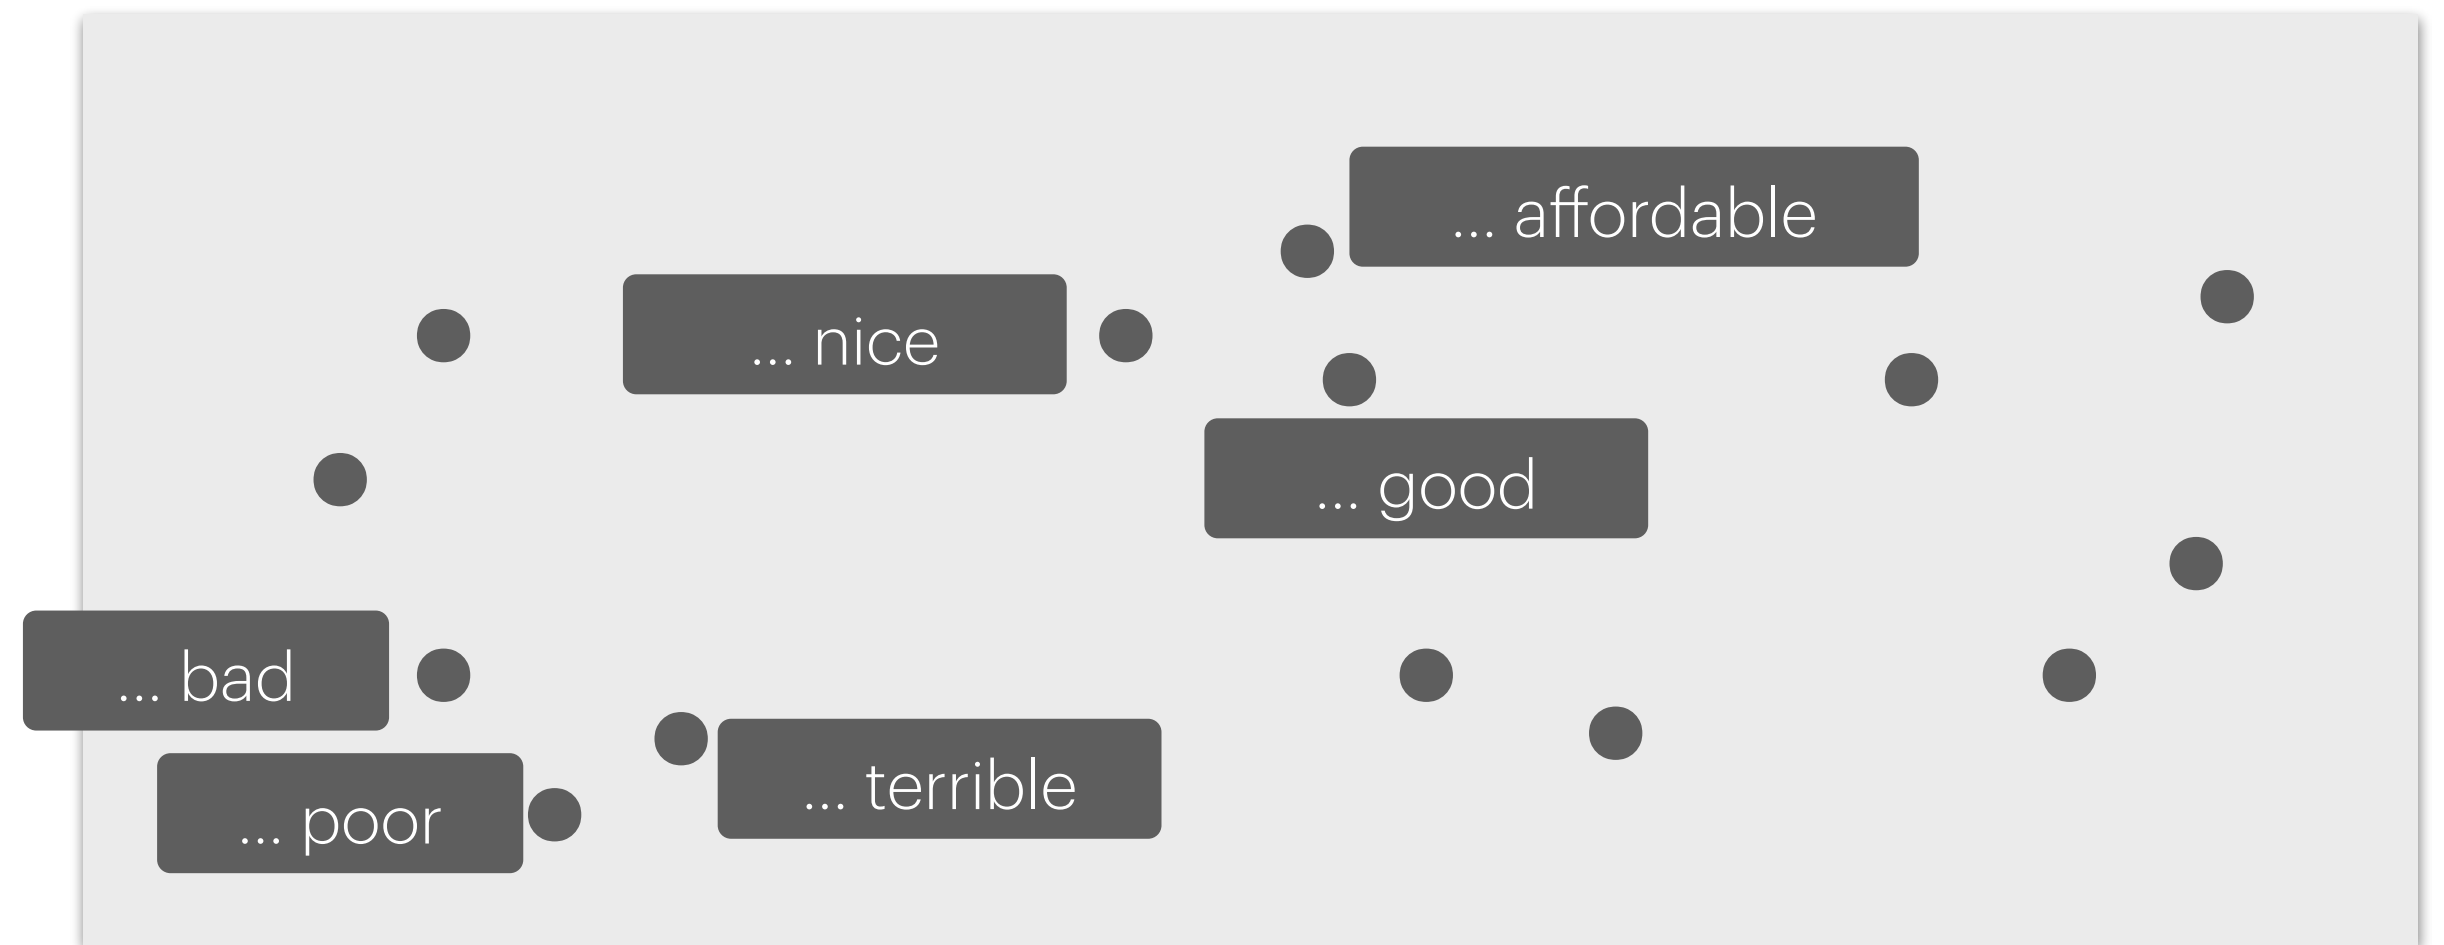 ... affordable
... nice
... good
... bad
... terrible
... poor